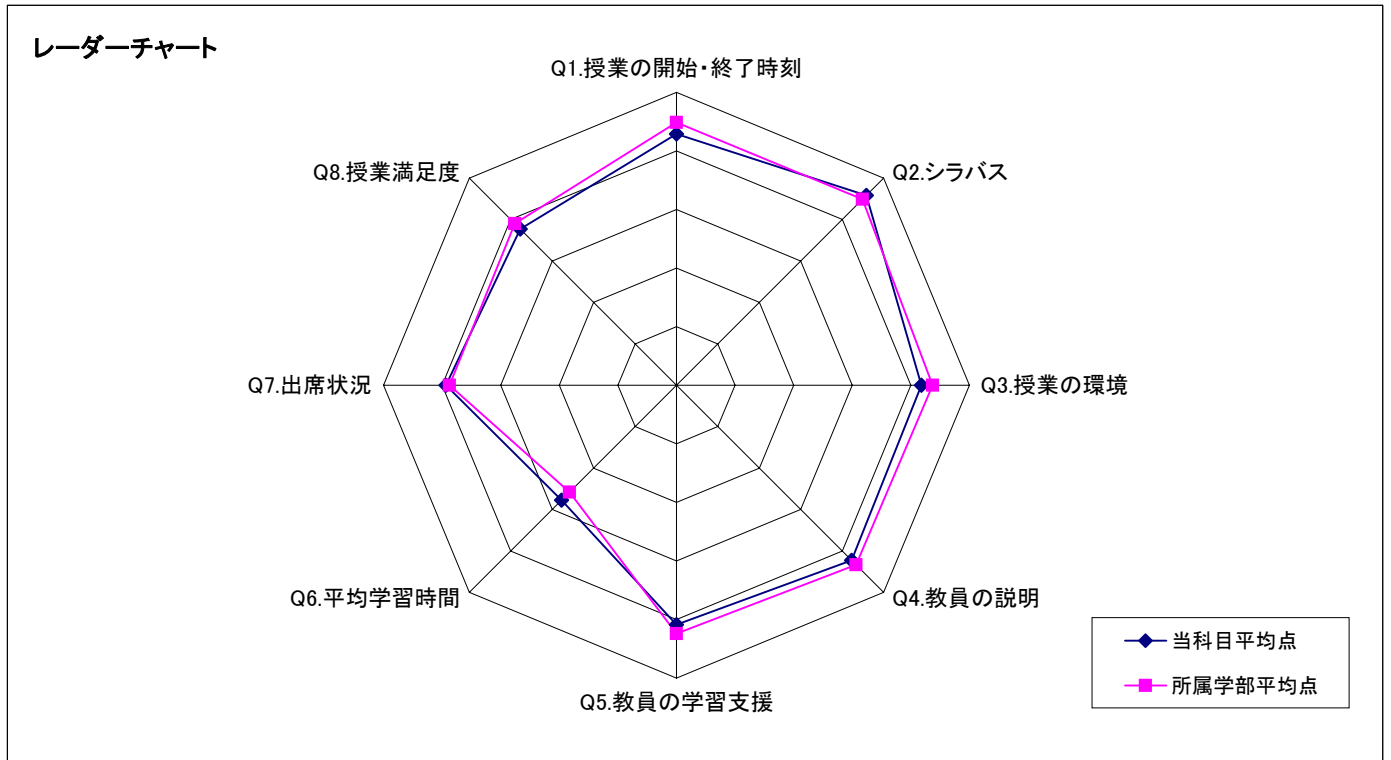 レーダーチャート
Q1.授業の開始・終了時刻
Q2.シラバス
Q3.授業の環境
Q4.教員の説明
Q5.教員の学習支援
Q6.平均学習時間
Q7.出席状況
Q8.授業満足度
当科目平均点
所属学部平均点